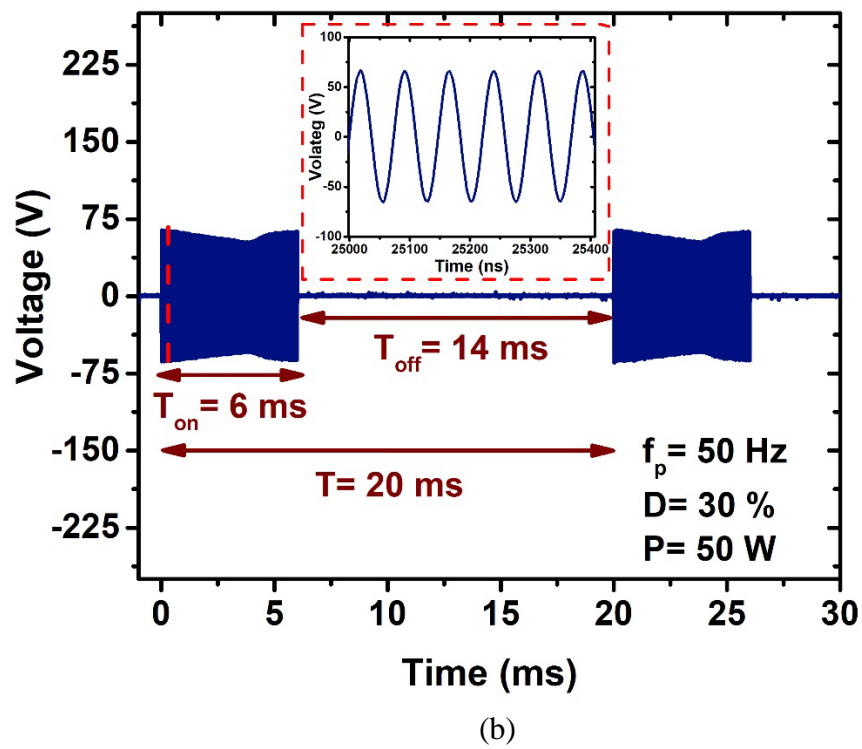 225
150
75
0
-75
-150
-225
Voltage (V)
100
50
0
-50
-100
Volateg (V)
25000 25100 25200 25300 25400
Time (ns)
T_off= 14 ms
T_on= 6 ms
T= 20 ms
f_p= 50 Hz
D= 30 %
P= 50 W
0 5 10 15 20 25 30
Time (ms)
(b)